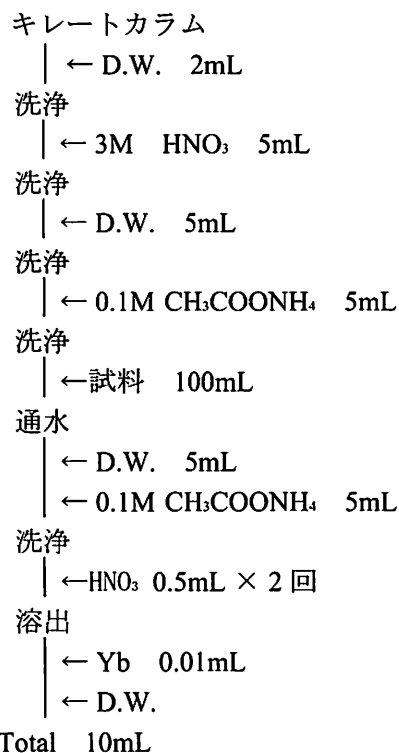 キレートカラム
← D.W. 2mL
洗浄
← 3M HNO₃ 5mL
洗浄
← D.W. 5mL
洗浄
← 0.1M CH₃COONH₄ 5mL
洗浄
←試料 100mL
通水
← D.W. 5mL
← 0.1M CH₃COONH₄ 5mL
洗浄
←HNO₃ 0.5mL × 2 回
溶出
← Yb 0.01mL
← D.W.
Total 10mL